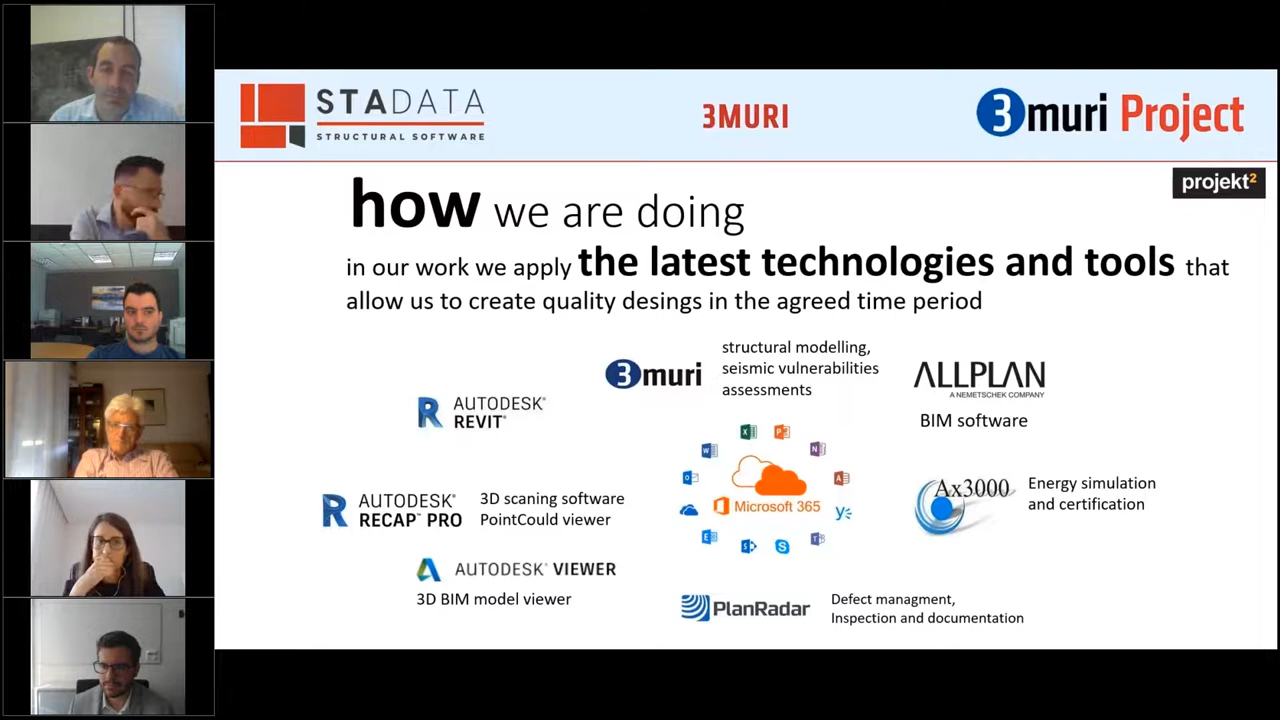 STADATA
STRUCTURAL SOFTWARE
3MURI
3muri Project
projekt²
how we are doing
in our work we apply the latest technologies and tools that
allow us to create quality desings in the agreed time period
3muri
structural modelling,
seismic vulnerabilities
assessments
ALLPLAN
A NEMETSCHEK COMPANY
BIM software
R AUTODESK®
REVIT®
R AUTODESK®
RECAP™ PRO
3D scaning software
PointCould viewer
Microsoft 365
Ax3000
Energy simulation
and certification
AUTODESK® VIEWER
3D BIM model viewer
PlanRadar
Defect managment,
Inspection and documentation